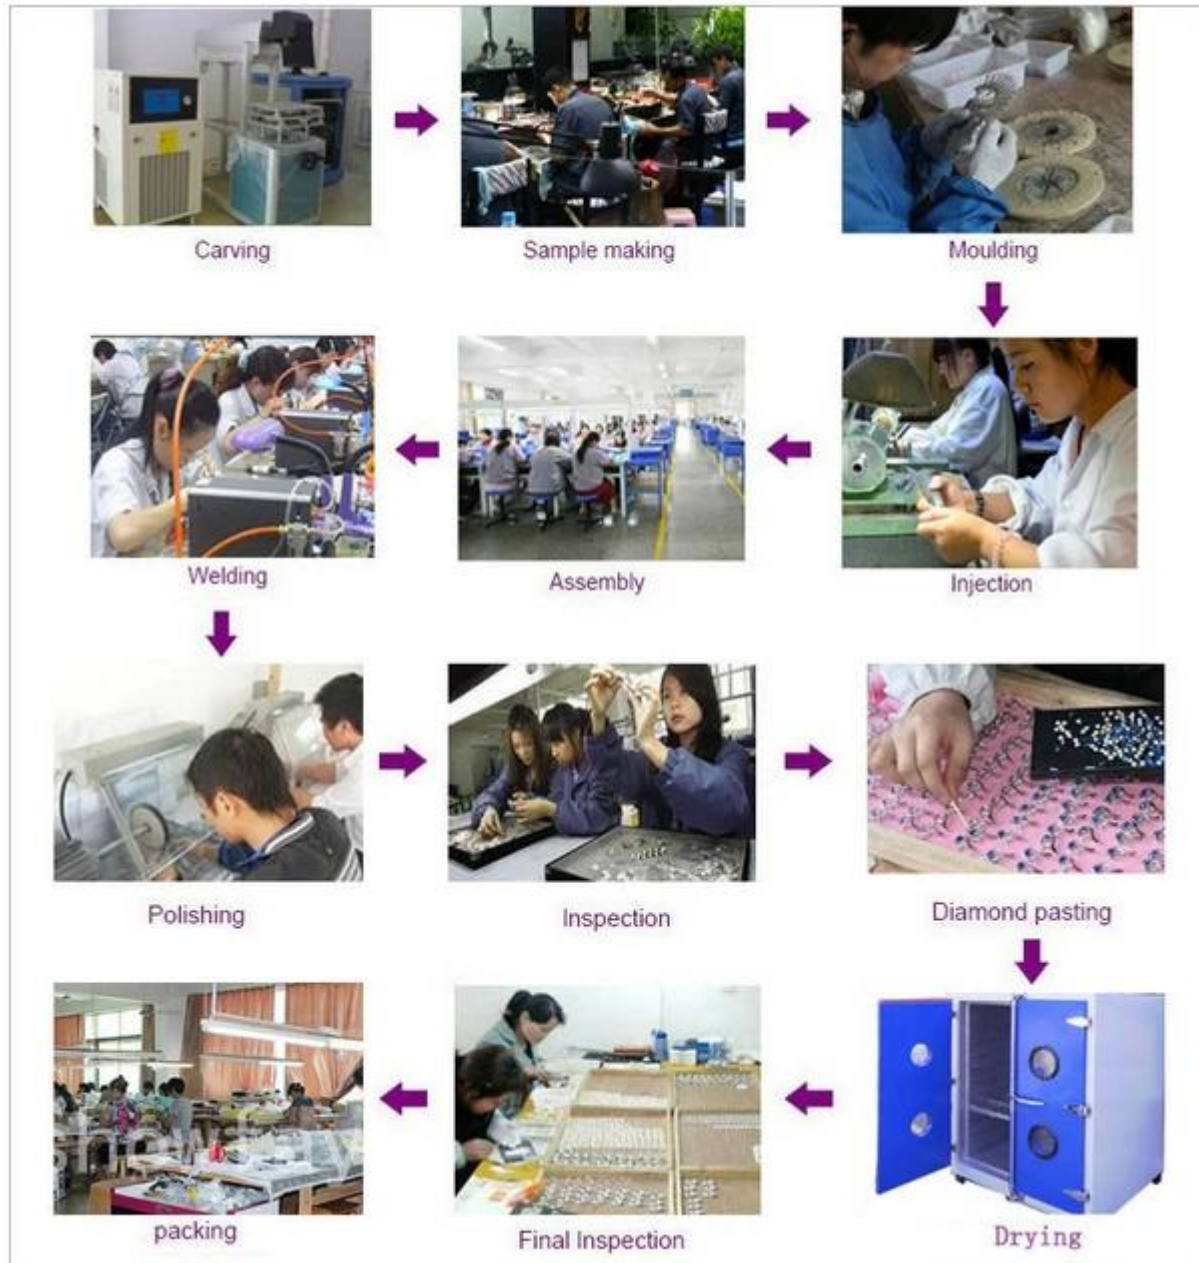 Carving
Sample making
Moulding
Injection
Assembly
Welding
Polishing
Inspection
Diamond pasting
Drying
Final Inspection
packing